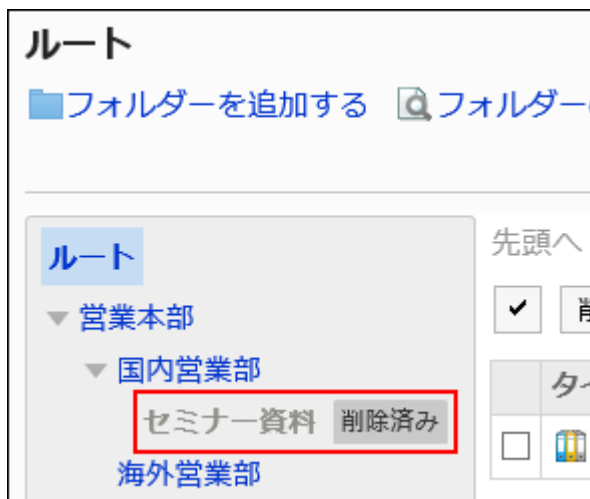 ルート
フォルダーを追加する フォルダー
ルート
先頭へ
営業本部
国内営業部
セミナー資料 削除済み
海外営業部